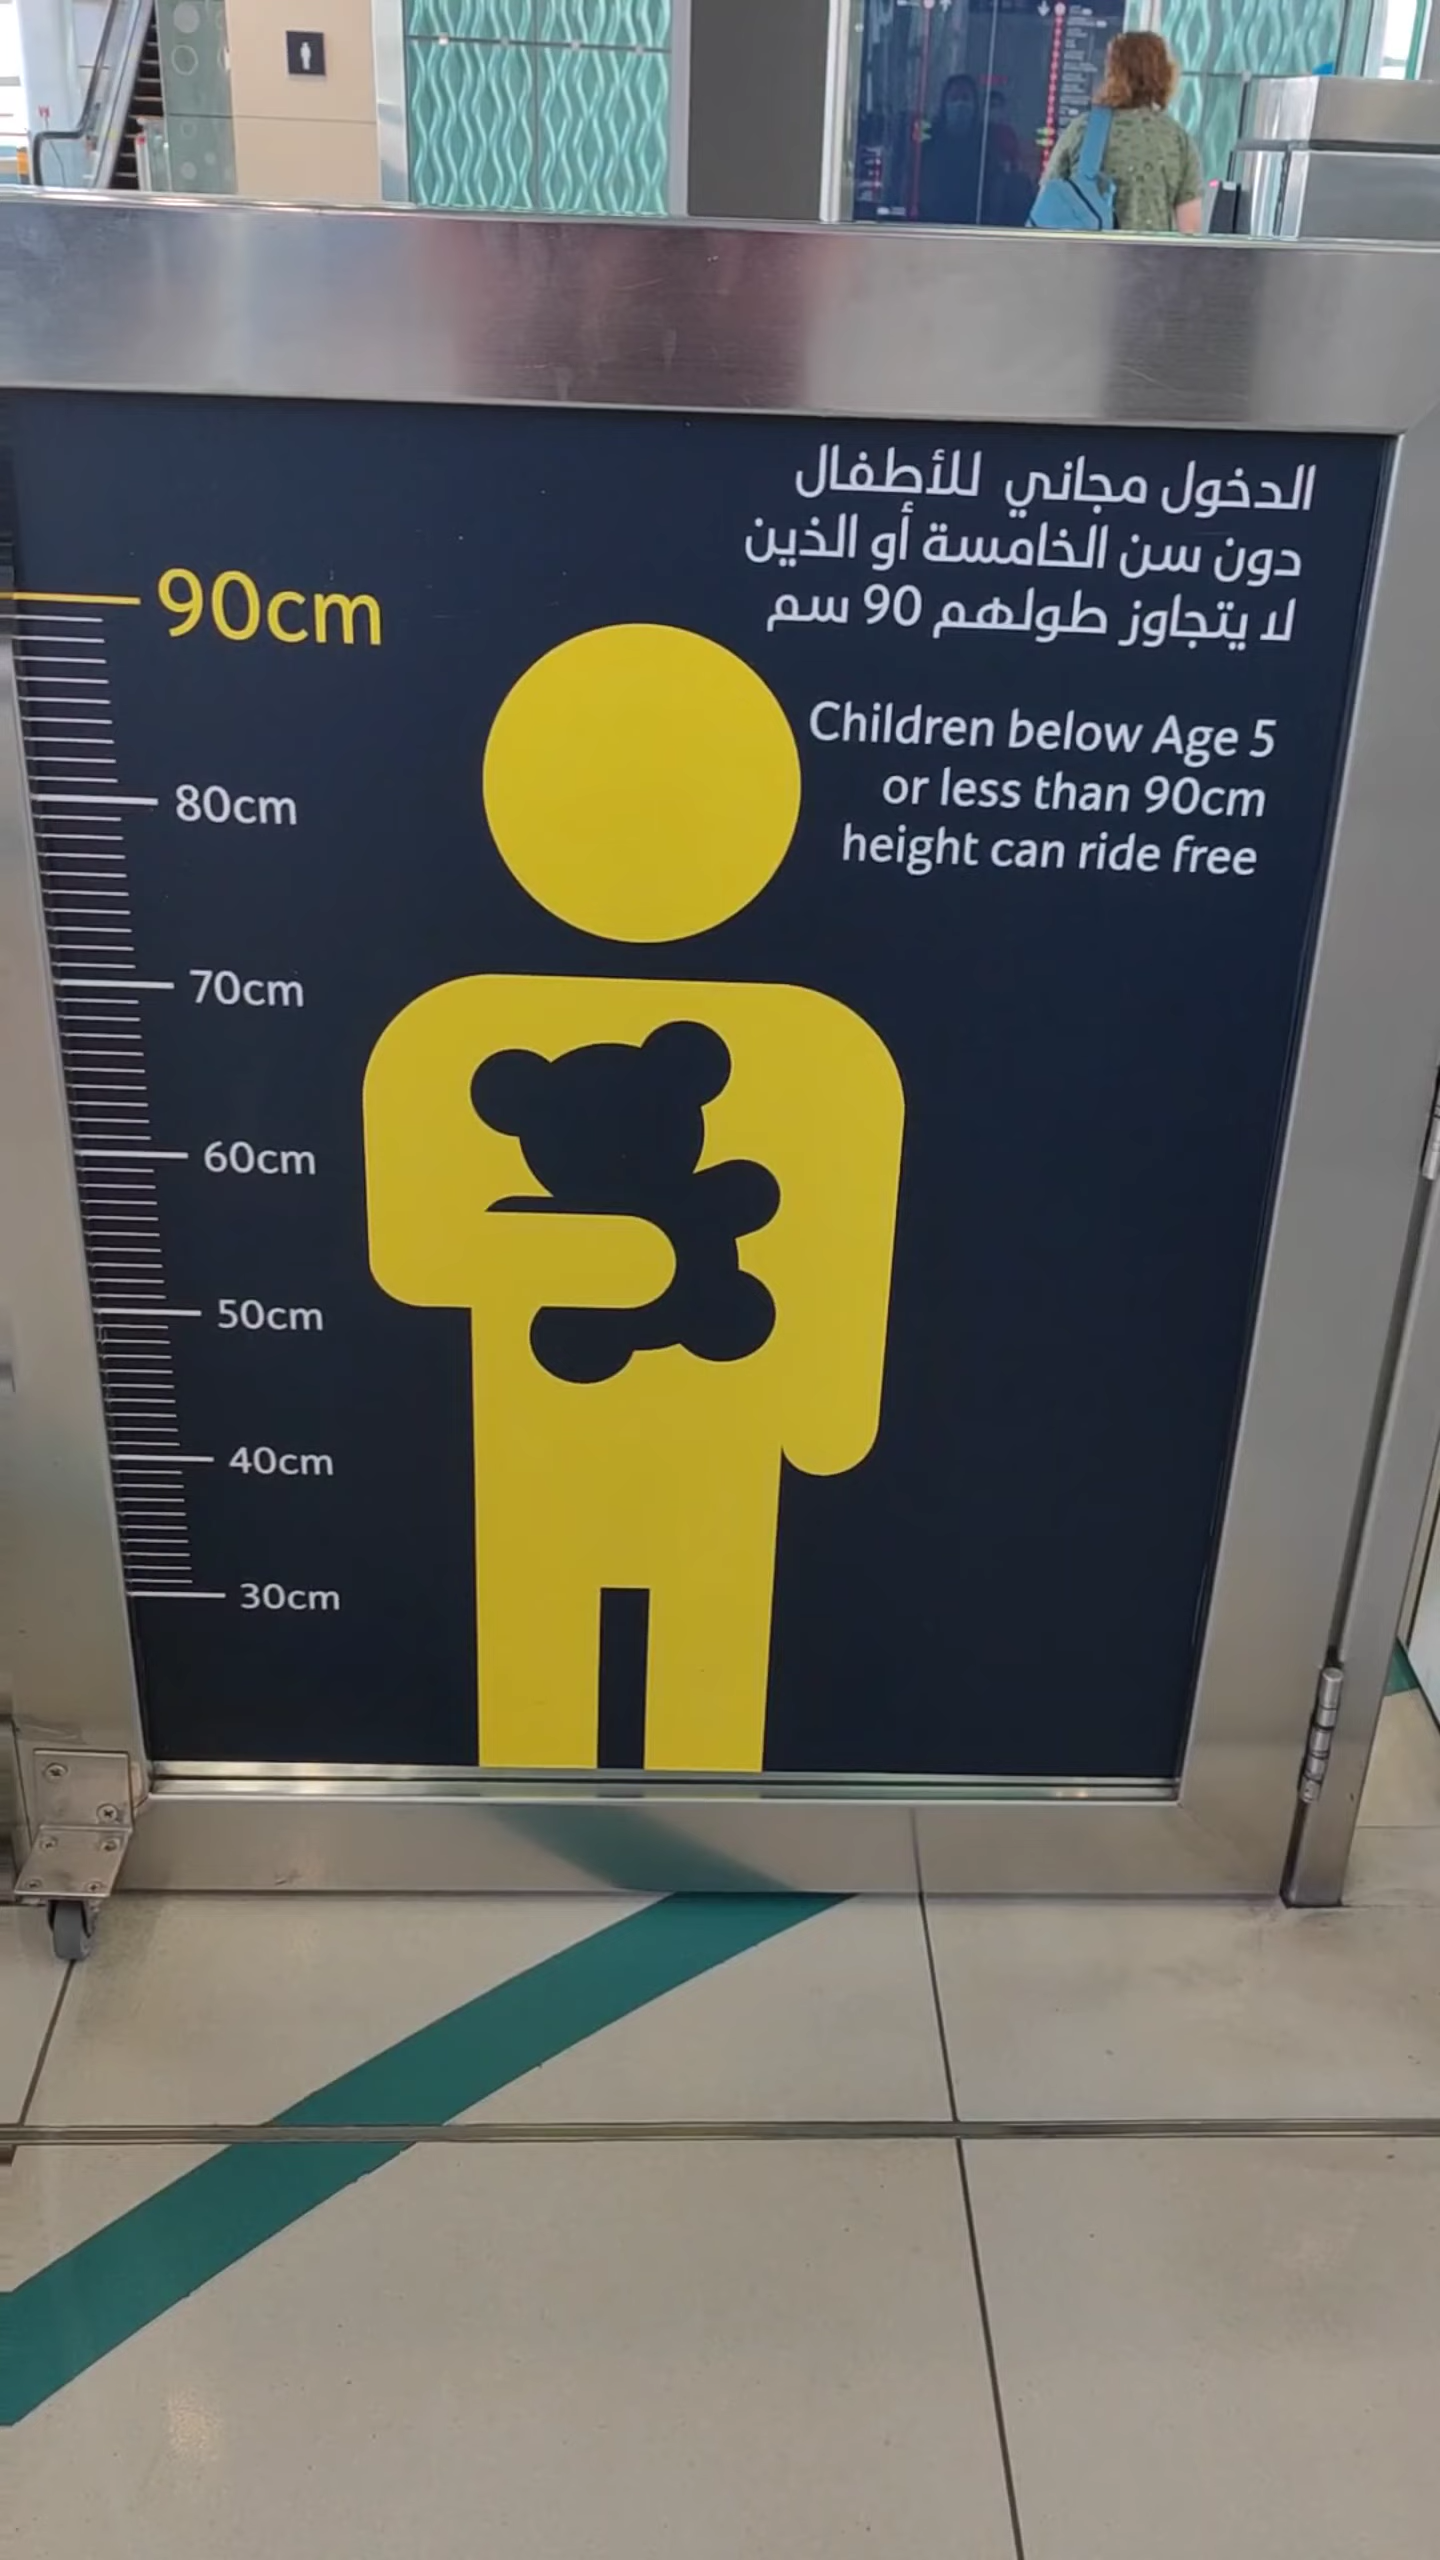 الدخول مجاني للأطفال
دون سن الخامسة أو الذين
لا يتجاوز طولهم 90 سم
Children below Age 5
or less than 90cm
height can ride free
90cm
80cm
70cm
60cm
50cm
40cm
30cm